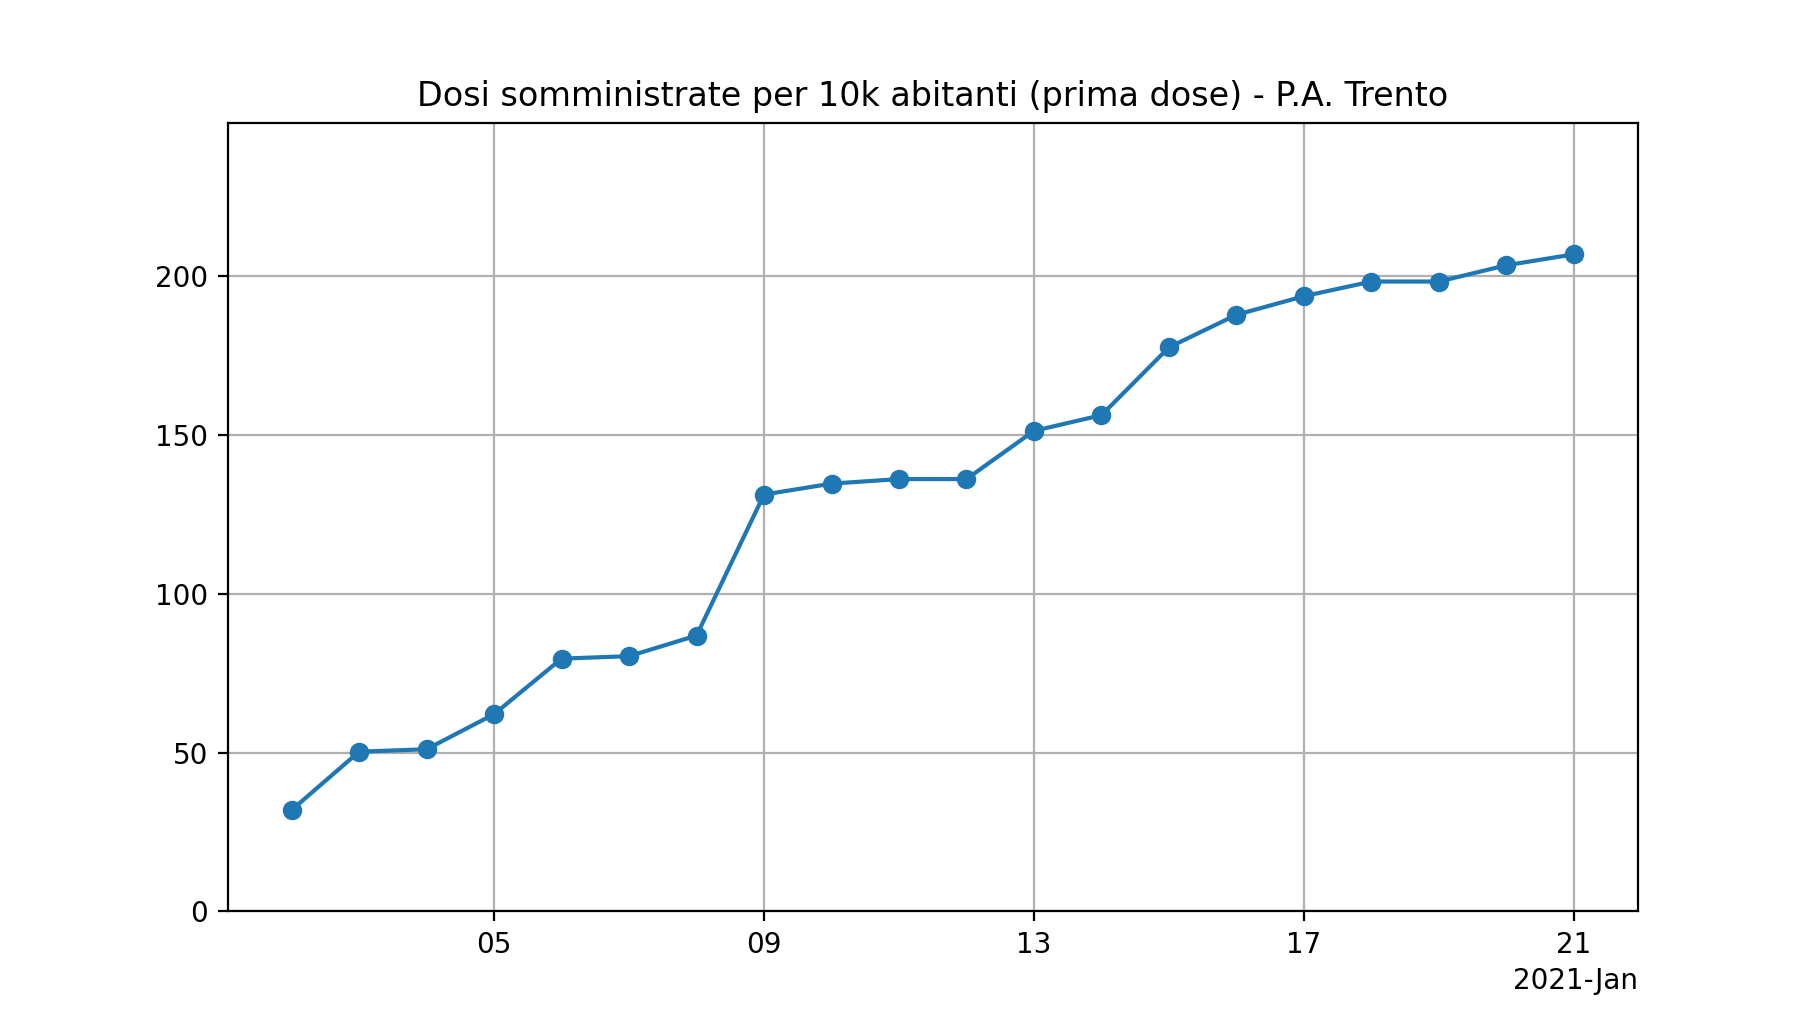 Dosi somministrate per 10k abitanti (prima dose) - P.A. Trento
200
150
100
50
0
05 09 13 17 21
2021-Jan